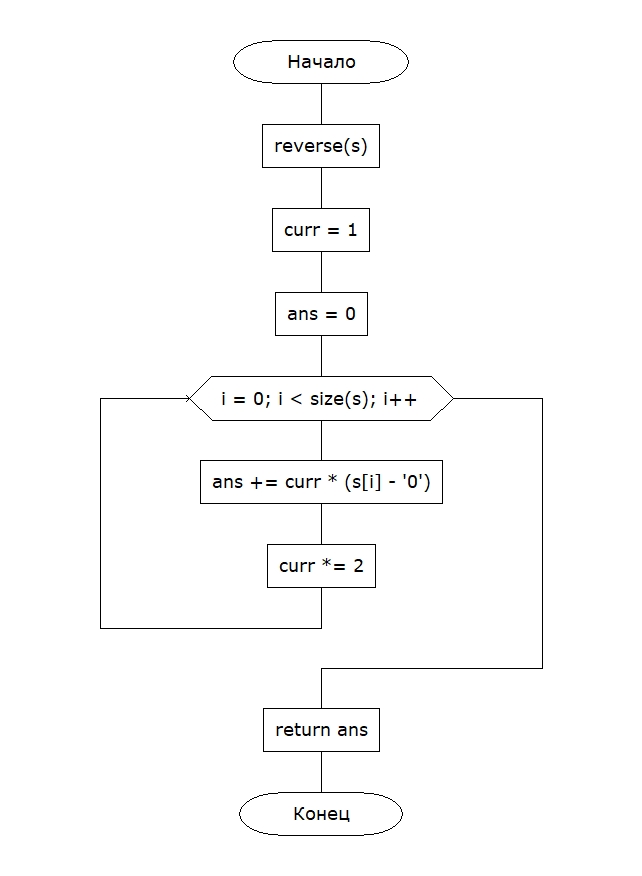 Начало
reverse(s)
curr = 1
ans = 0
i = 0; i < size(s); i++
ans += curr * (s[i] - '0')
curr *= 2
return ans
Конец